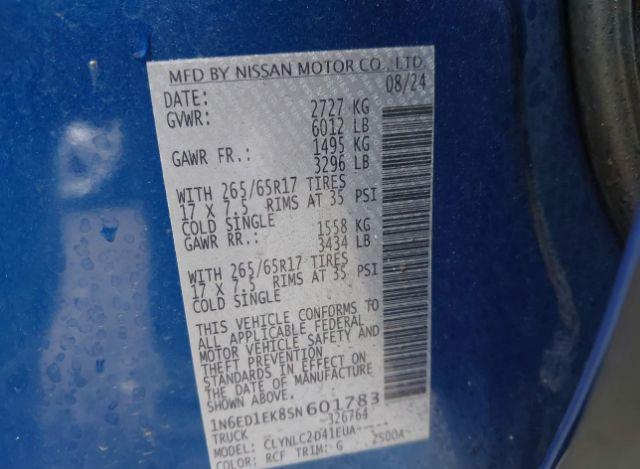 MFD BY NISSAN MOTOR CO., LTD.
DATE: 08/24
GVWR: 2727 KG
6012 LB
GAWR FR.: 1495 KG
3296 LB
WITH 265/65R17 TIRES
17 X 7.5 RIMS AT 35 PSI
COLD SINGLE
GAWR RR.: 1558 KG
3434 LB
WITH 265/65R17 TIRES
17 X 7.5 RIMS AT 35 PSI
COLD SINGLE
THIS VEHICLE CONFORMS TO
ALL APPLICABLE FEDERAL
MOTOR VEHICLE SAFETY AND
THEFT PREVENTION
STANDARDS IN EFFECT ON
THE DATE OF MANUFACTURE
SHOWN ABOVE.
1N6ED1EK8SN601783
TRUCK -326764
MODEL: CLYNLC2D41EUA-----
COLOR: RCF TRIM: G 2S00A-